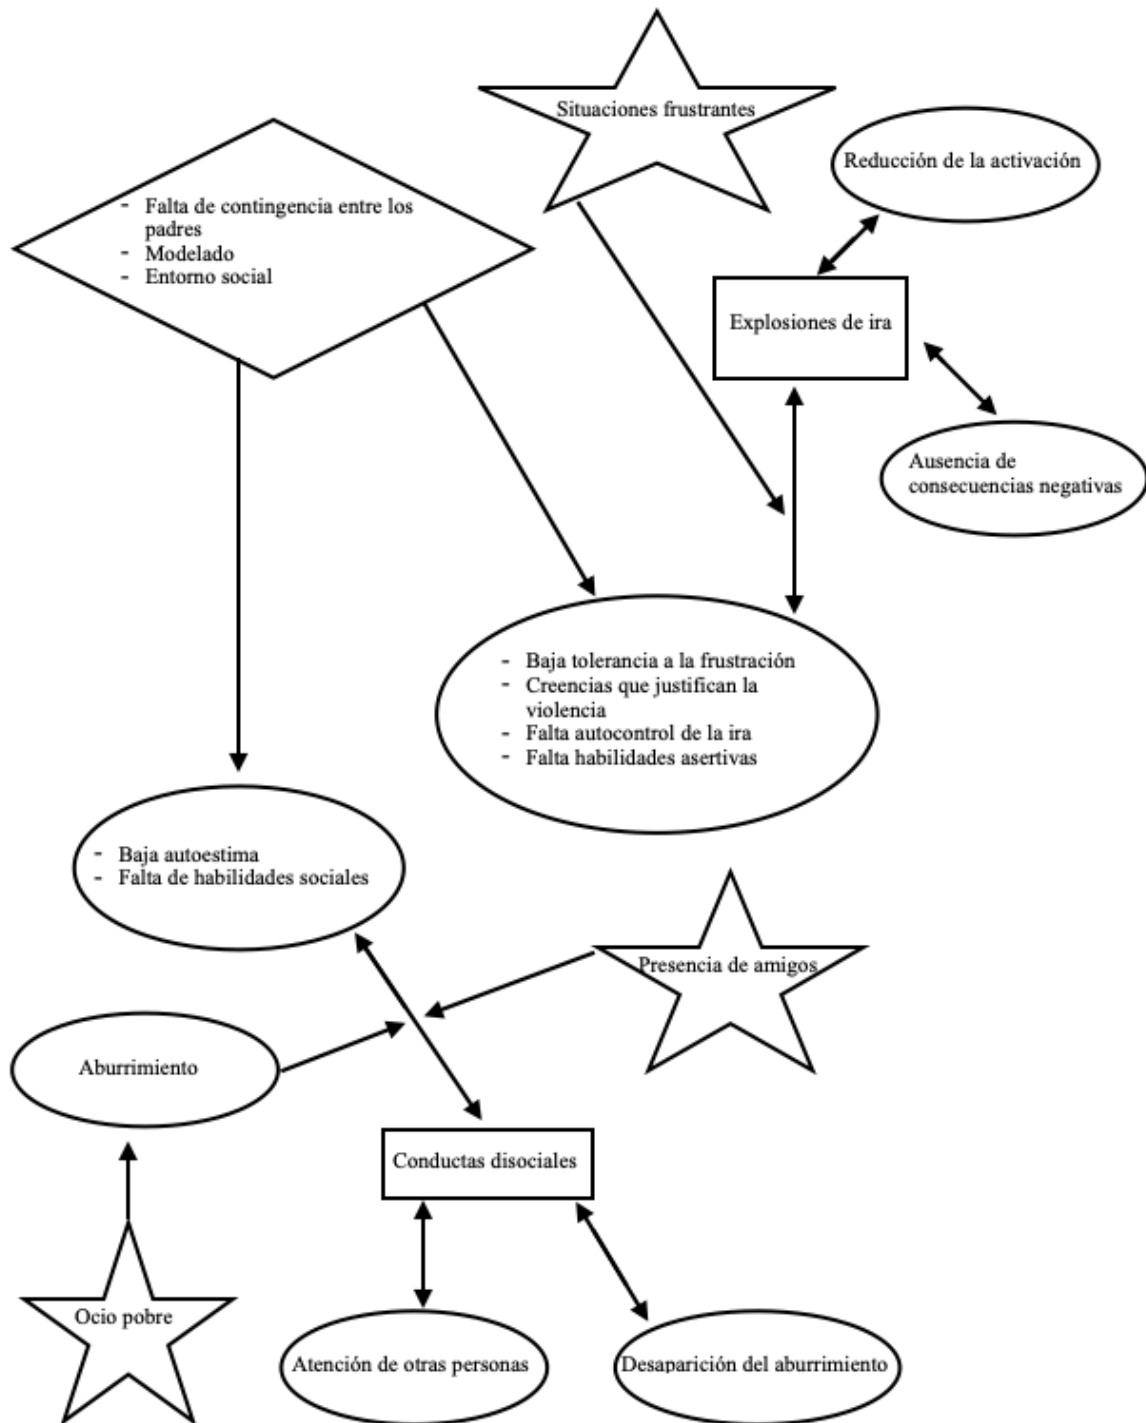 Situaciones frustrantes
Reducción de la activación
- Falta de contingencia entre los
padres
- Modelado
- Entorno social
Explosiones de ira
Ausencia de
consecuencias negativas
- Baja tolerancia a la frustración
- Creencias que justifican la
violencia
- Falta autocontrol de la ira
- Falta habilidades asertivas
- Baja autoestima
- Falta de habilidades sociales
Presencia de amigos
Aburrimiento
Conductas disociales
Ocio pobre
Atención de otras personas
Desaparición del aburrimiento